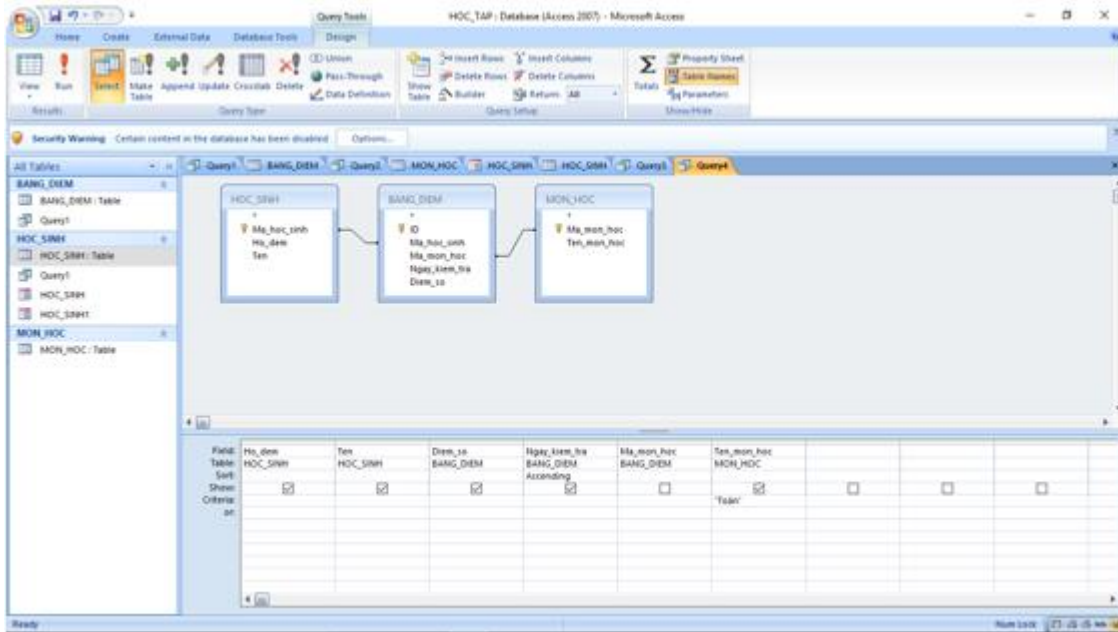 Query Tools
HOC_TAP : Database (Access 2007) - Microsoft Access
Home Create External Data Database Tools Design
View Run Select Make Table Append Update Crosstab Delete
Union
Pass-Through
Data Definition
Show Table
Insert Rows
Delete Rows
Builder
Insert Columns
Delete Columns
Return: All
Totals
Property Sheet
Table Names
Parameters
Results Query Type Query Setup Show/Hide
Security Warning Certain content in the database has been disabled Options...
All Tables
Query1 BANG_DIEM Query2 MON_HOC HOC_SINH HOC_SINH Query3 Query4
BANG_DIEM
BANG_DIEM : Table
Query1
HOC_SINH
HOC_SINH : Table
Query1
HOC_SINH
HOC_SINH1
MON_HOC
MON_HOC : Table
HOC_SINH
*
Ma_hoc_sinh
Ho_dem
Ten
BANG_DIEM
*
ID
Ma_hoc_sinh
Ma_mon_hoc
Ngay_kiem_tra
Diem_so
MON_HOC
*
Ma_mon_hoc
Ten_mon_hoc
Field: Ho_dem Ten Diem_so Ngay_kiem_tra Ma_mon_hoc Ten_mon_hoc
Table: HOC_SINH HOC_SINH BANG_DIEM BANG_DIEM BANG_DIEM MON_HOC
Sort: Ascending
Show:
Criteria: 'Toán'
or:
Ready
Num Lock